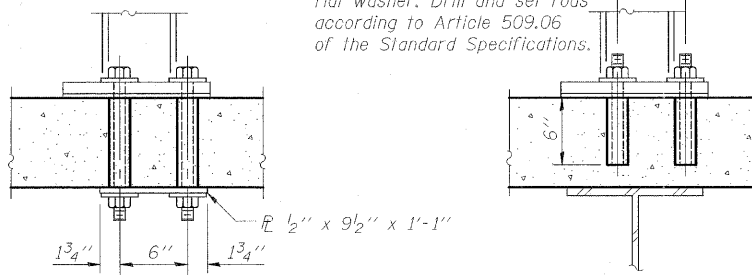 flat washer. Drill and set rods
according to Article 509.06
of the Standard Specifications.
6"
℄ 1/2" x 9 1/2" x 1'-1"
1 3/4" 6" 1 3/4"